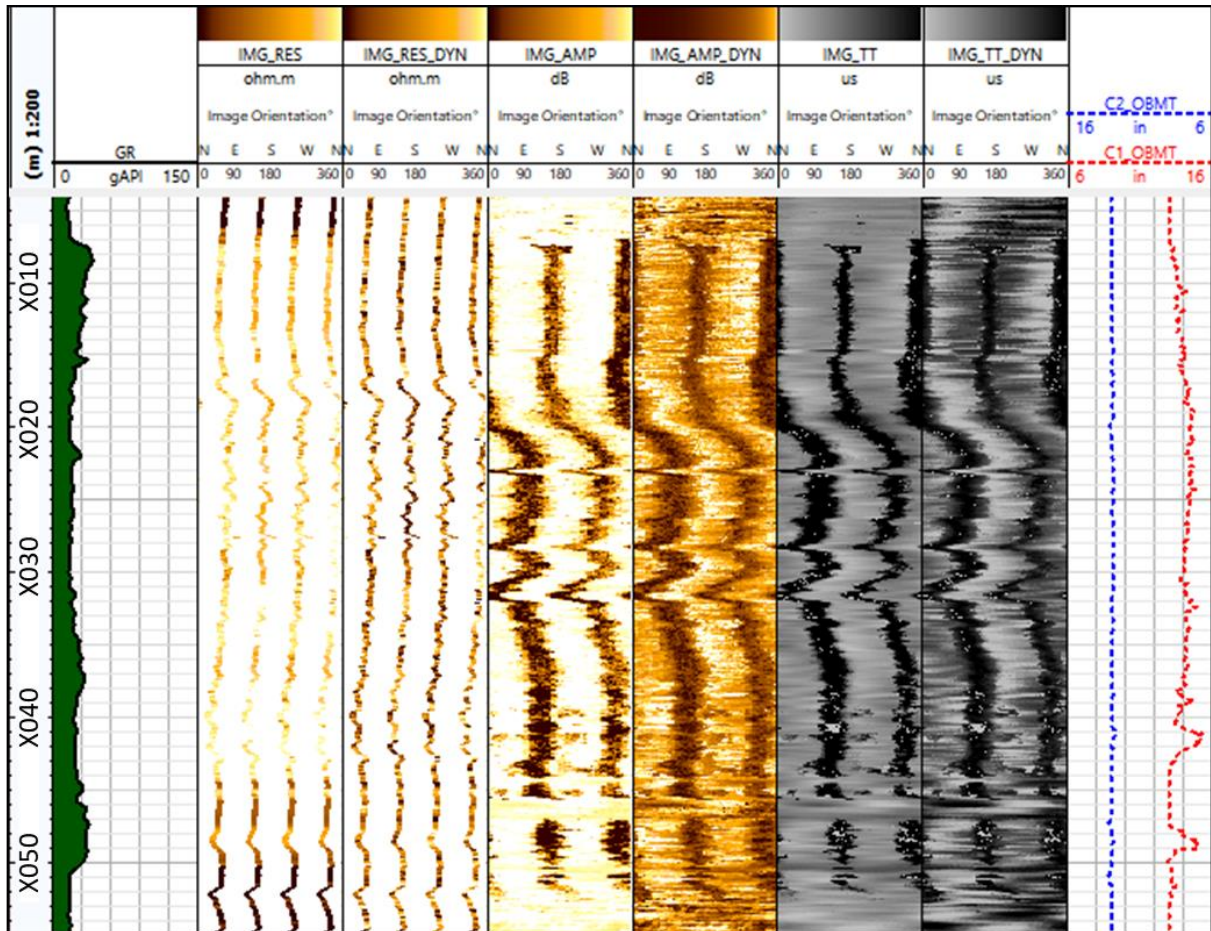 IMG_RES IMG_RES_DYN IMG_AMP IMG_AMP_DYN IMG_TT IMG_TT_DYN
ohm.m ohm.m dB dB us us
Image Orientation° Image Orientation° Image Orientation° Image Orientation° Image Orientation° Image Orientation°
C2_OBMT
16 in 6
(m) 1:200
GR
N E S W N E S W N E S W N E S W N E S W N E S W N
C1_OBMT
0 gAPI 150
0 90 180 360 0 90 180 360 0 90 180 360 0 90 180 360 0 90 180 360 0 90 180 360
6 in 16
X010
X020
X030
X040
X050